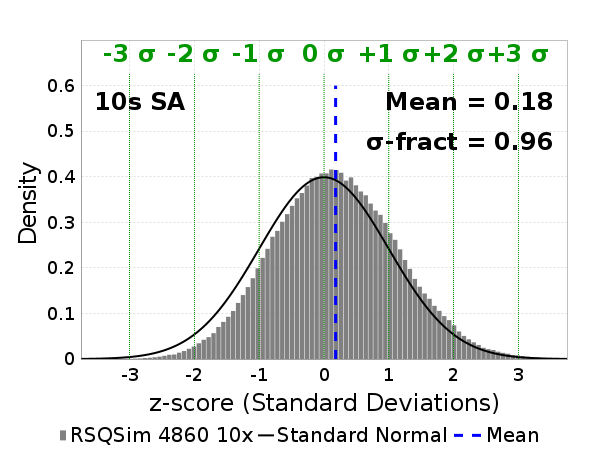 -3 σ -2 σ -1 σ 0 σ +1 σ +2 σ +3 σ
0.6
10s SA Mean = 0.18
0.5
σ-fract = 0.96
0.4
0.3
0.2
0.1
0
Density
-3 -2 -1 0 1 2 3
z-score (Standard Deviations)
RSQSim 4860 10x Standard Normal Mean